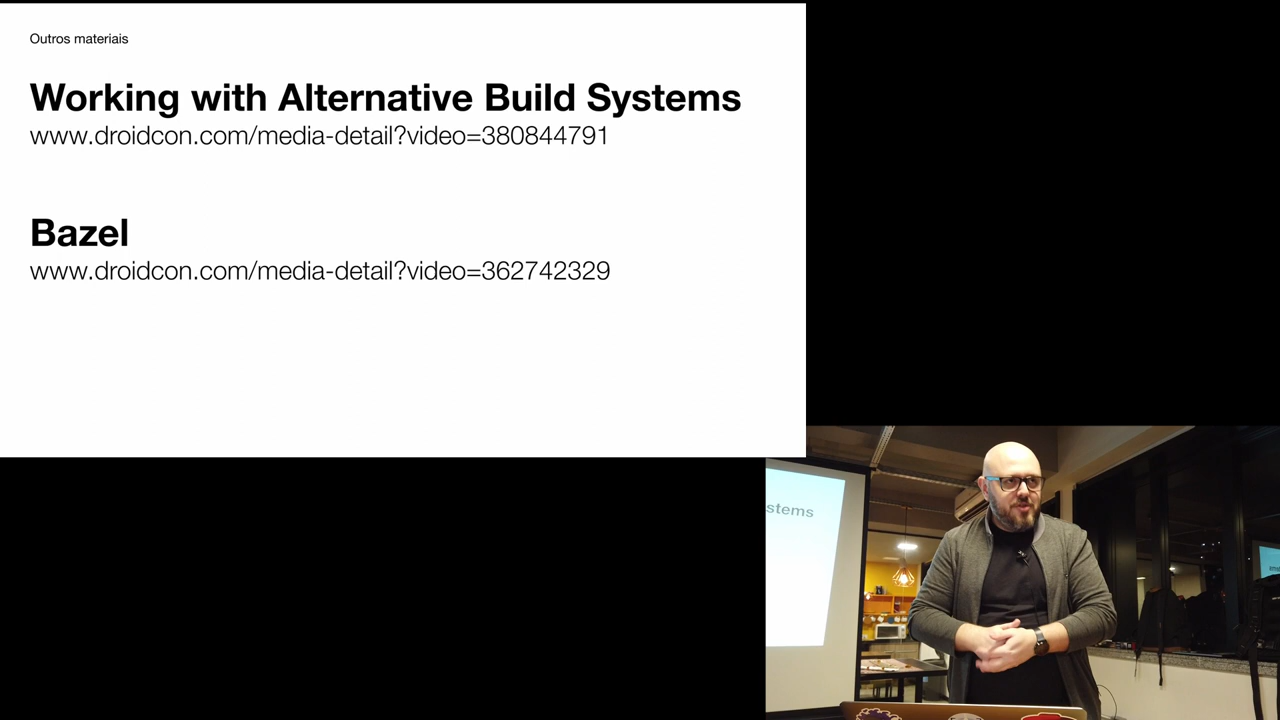 Outros materiais
Working with Alternative Build Systems
www.droidcon.com/media-detail?video=380844791
Bazel
www.droidcon.com/media-detail?video=362742329
stems